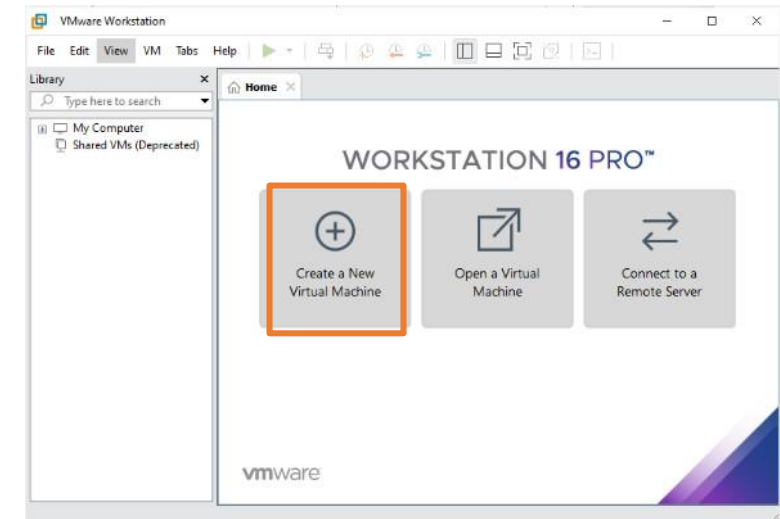 VMware Workstation
File Edit View VM Tabs Help
Library
Home
Type here to search
My Computer
Shared VMs (Deprecated)
WORKSTATION 16 PRO™
Create a New
Virtual Machine
Open a Virtual
Machine
Connect to a
Remote Server
vmware